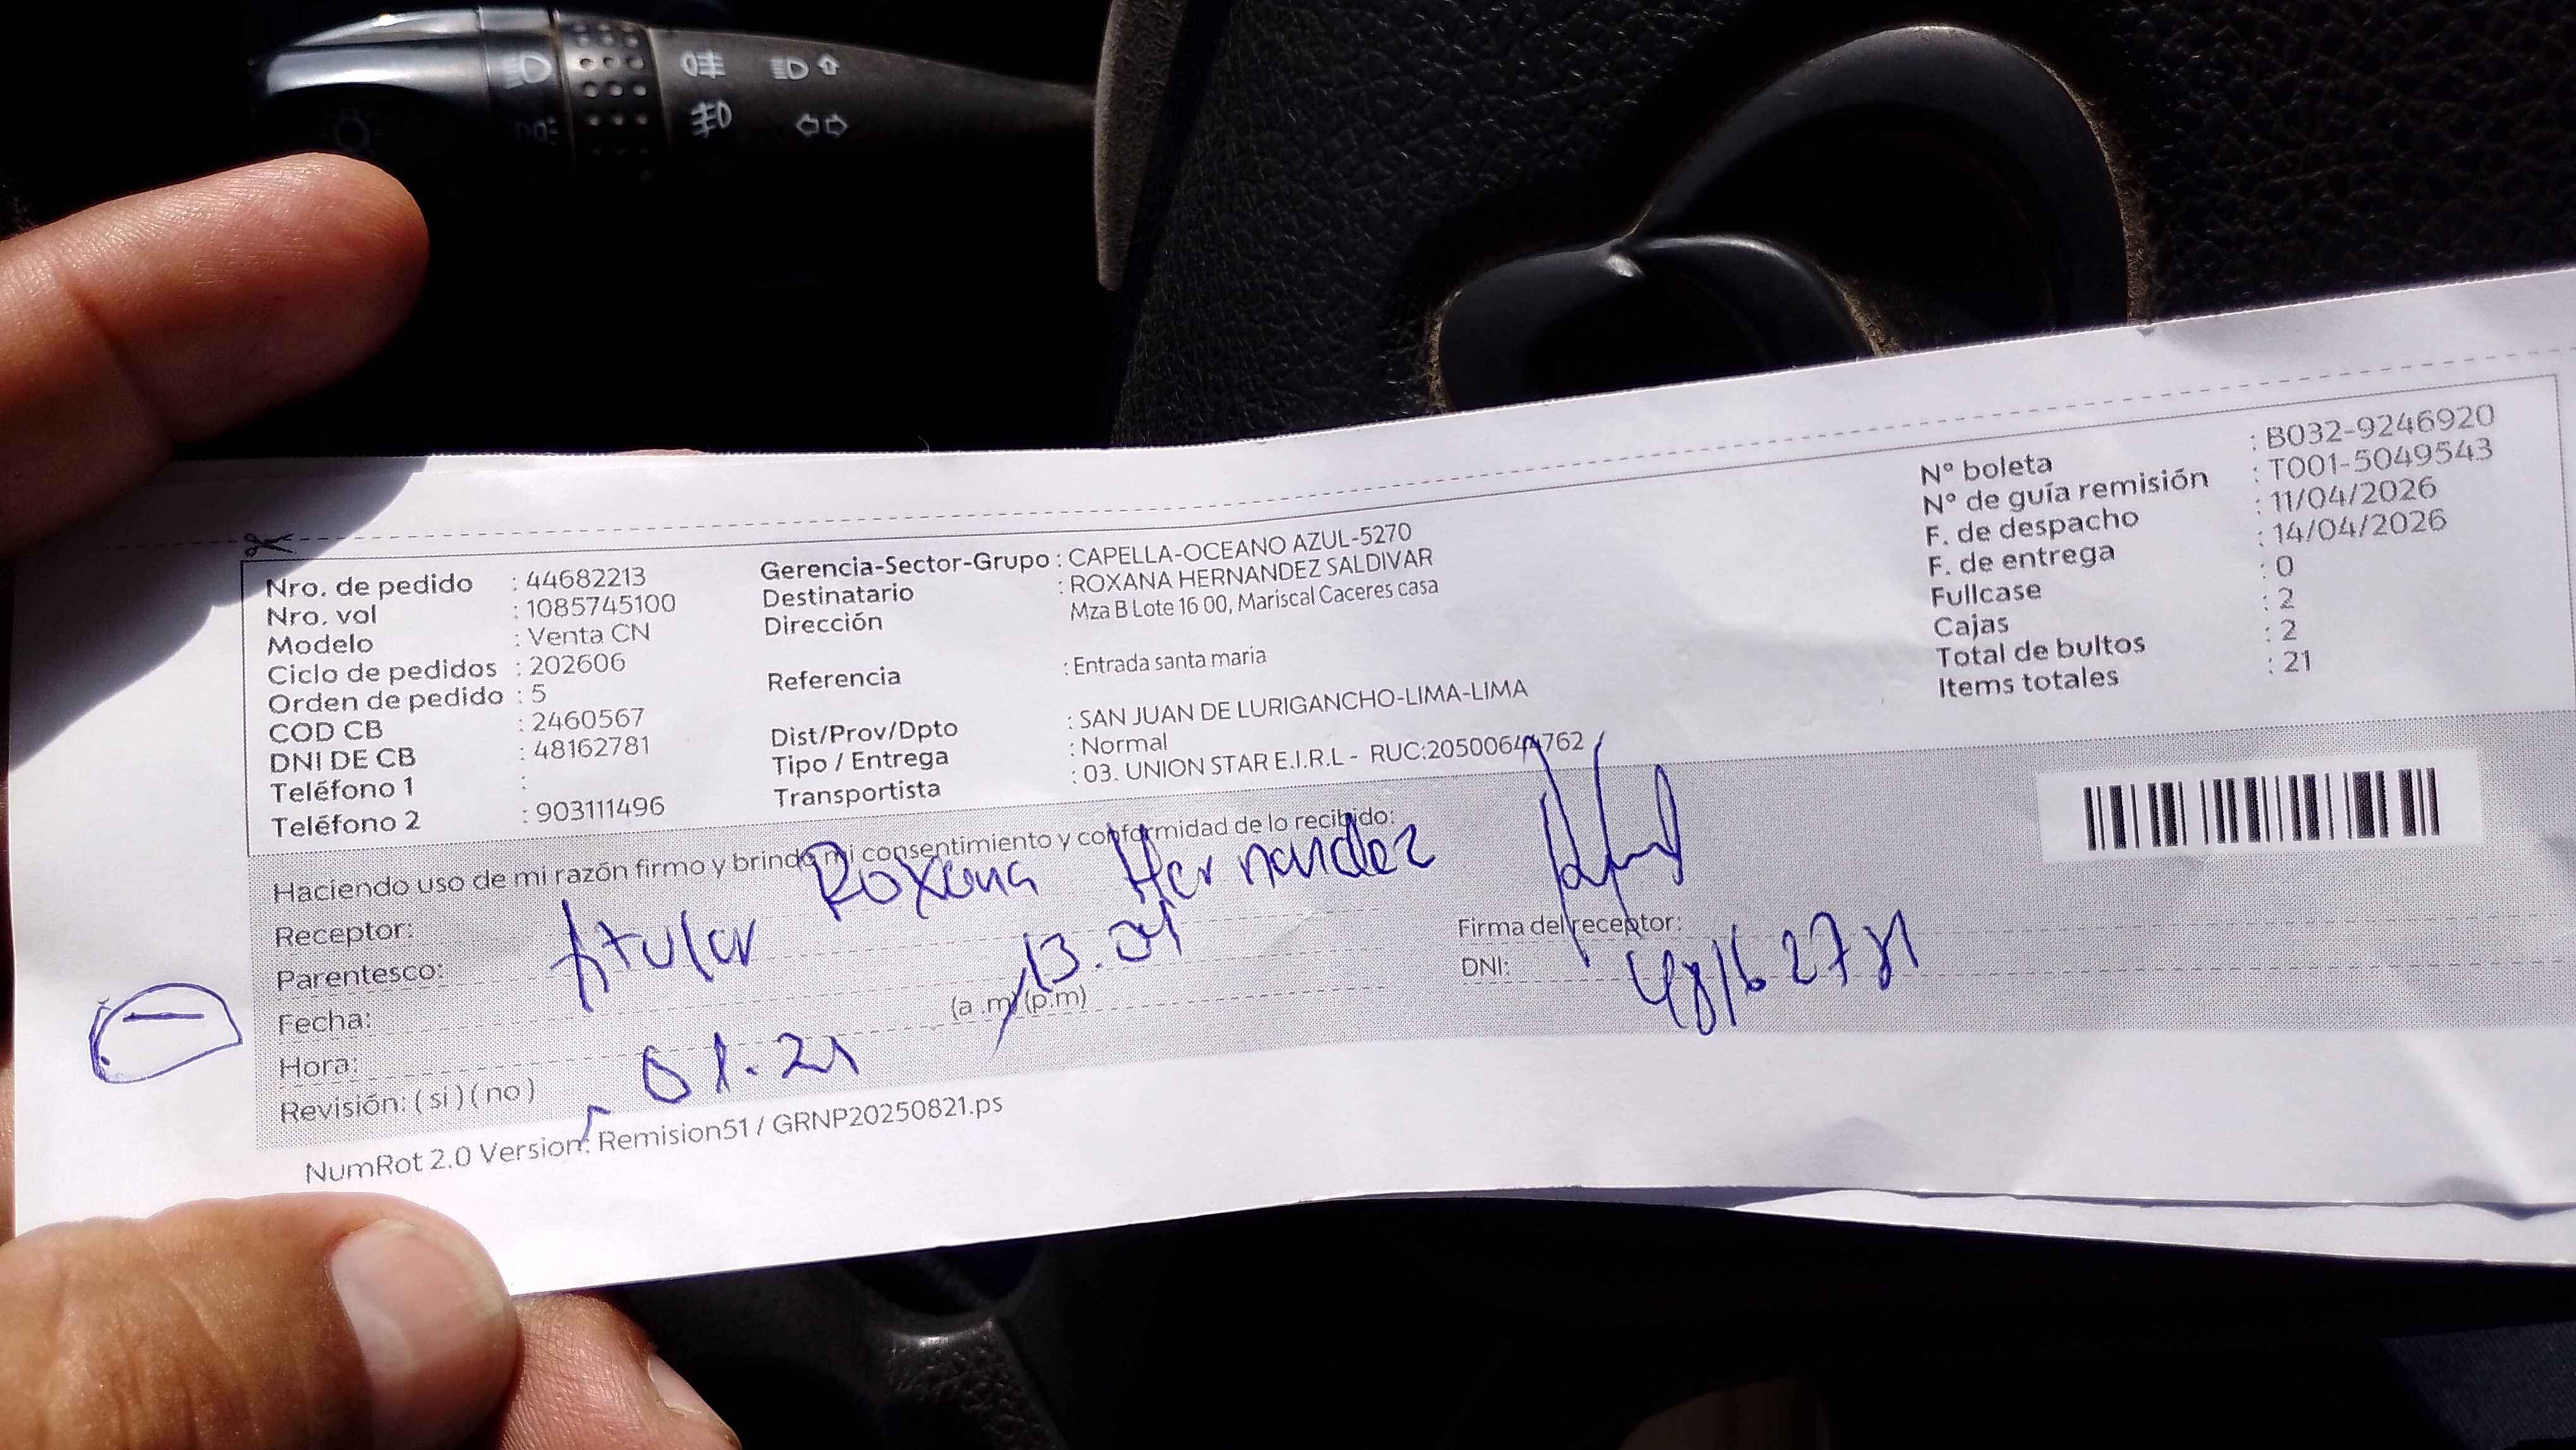 Nro. de pedido : 44682213
Nro. vol : 1085745100
Modelo : Venta CN
Ciclo de pedidos : 202606
Orden de pedido : 5
COD CB : 2460567
DNI DE CB : 48162781
Teléfono 1 :
Teléfono 2 : 903111496
Gerencia-Sector-Grupo : CAPELLA-OCEANO AZUL-5270
Destinatario : ROXANA HERNANDEZ SALDIVAR
Dirección Mza B Lote 16 00, Mariscal Caceres casa
Referencia : Entrada santa maria
Dist/Prov/Dpto : SAN JUAN DE LURIGANCHO-LIMA-LIMA
Tipo / Entrega : Normal
Transportista : 03. UNION STAR E.I.R.L - RUC:20500644762
N° boleta : B032-9246920
N° de guía remisión : T001-5049543
F. de despacho : 11/04/2026
F. de entrega : 14/04/2026
Fullcase : 0
Cajas : 2
Total de bultos : 2
Items totales : 21
Haciendo uso de mi razón firmo y brindo mi consentimiento y conformidad de lo recibido:
Receptor: Roxana Hernandez
Parentesco: titular
Fecha: 13.04
Hora: 01.21 (a .m) (p.m)
Revisión: ( si ) ( no )
Firma del receptor:
DNI: 48162781
NumRot 2.0 Version: Remision51 / GRNP20250821.ps